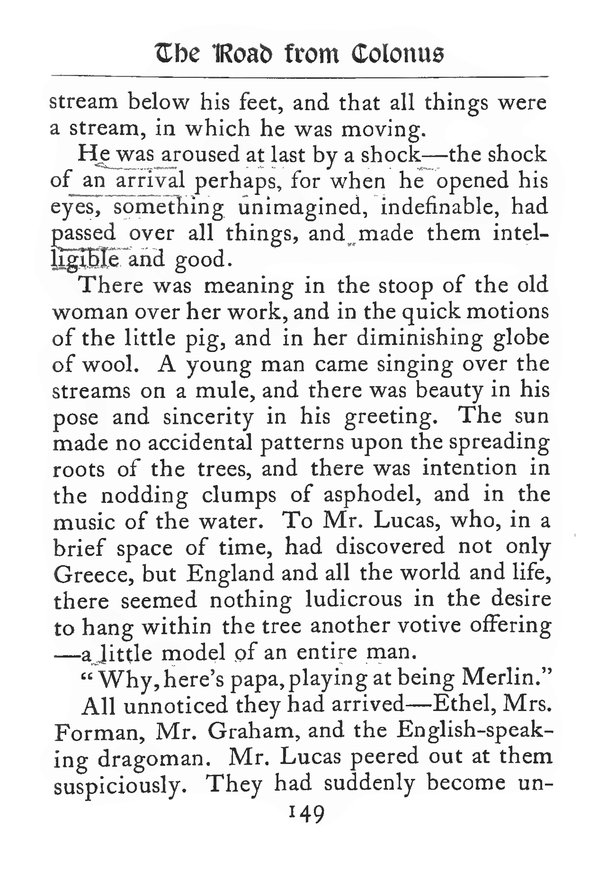 The Road from Colonus
stream below his feet, and that all things were
a stream, in which he was moving.
He was aroused at last by a shock—the shock
of an arrival perhaps, for when he opened his
eyes, something unimagined, indefinable, had
passed over all things, and made them intel-
ligible and good.
There was meaning in the stoop of the old
woman over her work, and in the quick motions
of the little pig, and in her diminishing globe
of wool. A young man came singing over the
streams on a mule, and there was beauty in his
pose and sincerity in his greeting. The sun
made no accidental patterns upon the spreading
roots of the trees, and there was intention in
the nodding clumps of asphodel, and in the
music of the water. To Mr. Lucas, who, in a
brief space of time, had discovered not only
Greece, but England and all the world and life,
there seemed nothing ludicrous in the desire
to hang within the tree another votive offering
—a little model of an entire man.
“Why, here’s papa, playing at being Merlin.”
All unnoticed they had arrived—Ethel, Mrs.
Forman, Mr. Graham, and the English-speak-
ing dragoman. Mr. Lucas peered out at them
suspiciously. They had suddenly become un-
149